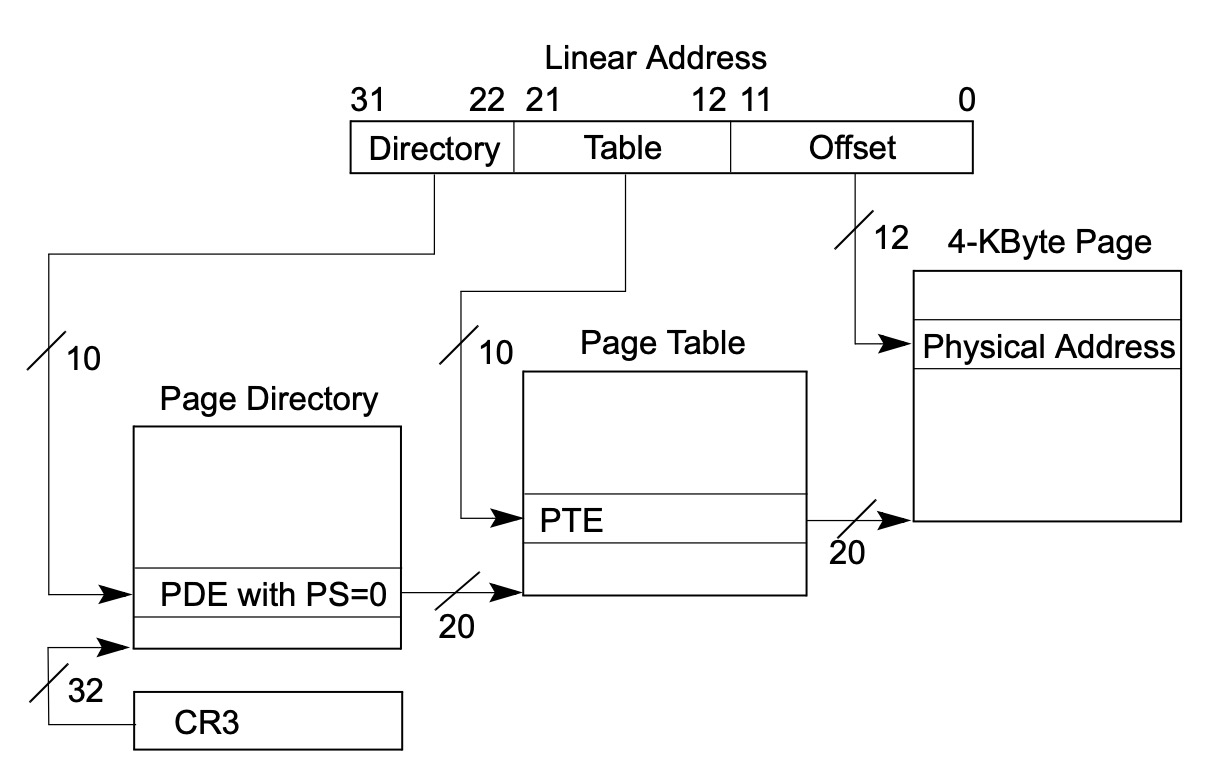 Linear Address
31 22 21 12 11 0
Directory Table Offset
12
4-KByte Page
Physical Address
10
10
Page Table
Page Directory
PTE
20
PDE with PS=0
20
32
CR3